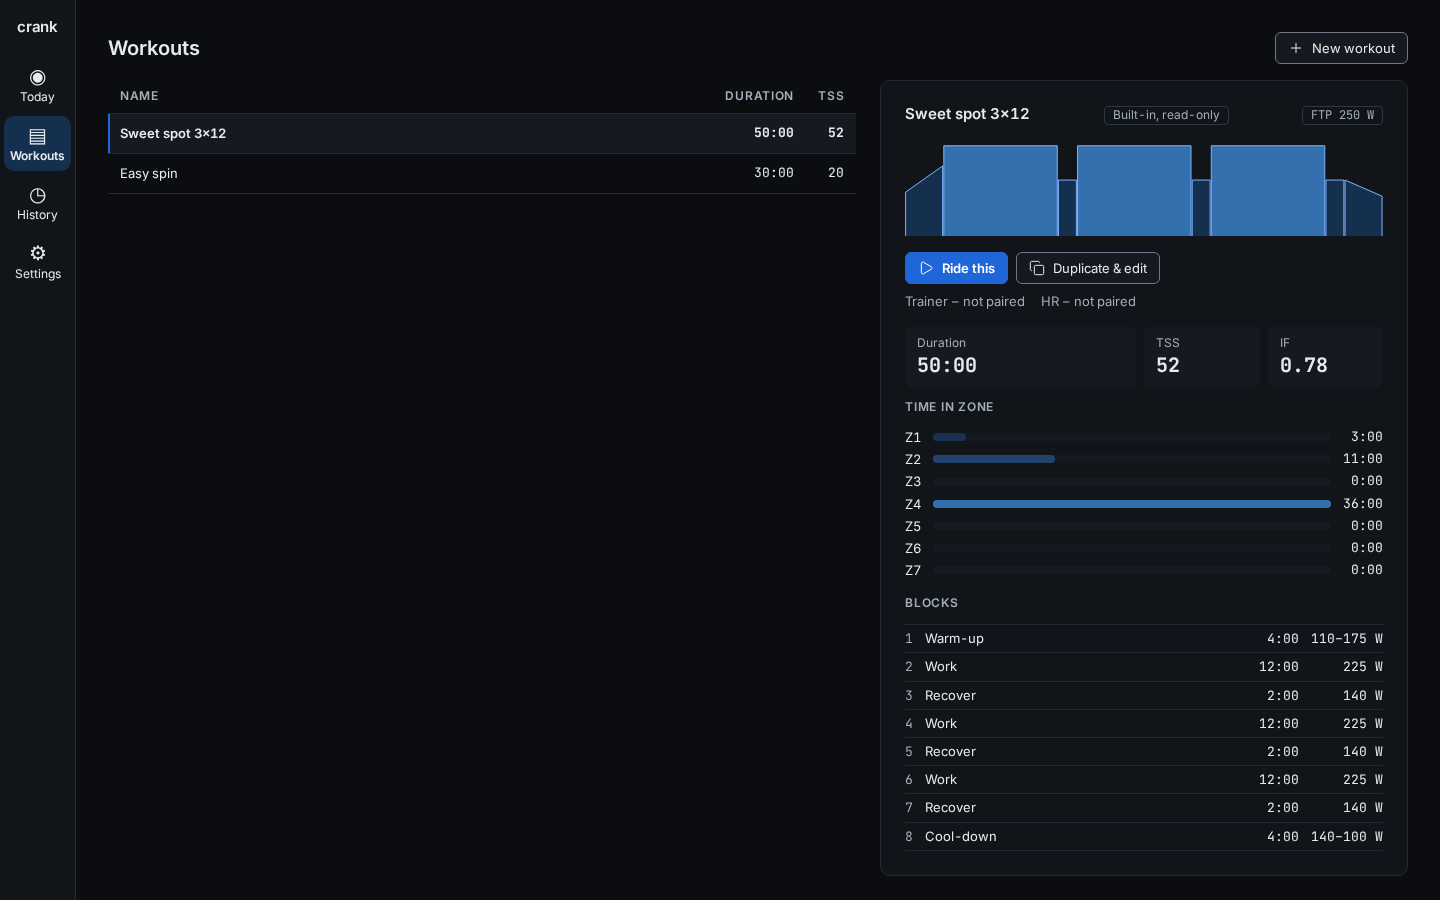 crank
Today
Workouts
History
Settings
Workouts
New workout
NAME DURATION TSS
Sweet spot 3×12 50:00 52
Easy spin 30:00 20
Sweet spot 3×12 Built-in, read-only FTP 250 W
Ride this Duplicate & edit
Trainer – not paired HR – not paired
Duration TSS IF
50:00 52 0.78
TIME IN ZONE
Z1 3:00
Z2 11:00
Z3 0:00
Z4 36:00
Z5 0:00
Z6 0:00
Z7 0:00
BLOCKS
1 Warm-up 4:00 110–175 W
2 Work 12:00 225 W
3 Recover 2:00 140 W
4 Work 12:00 225 W
5 Recover 2:00 140 W
6 Work 12:00 225 W
7 Recover 2:00 140 W
8 Cool-down 4:00 140–100 W